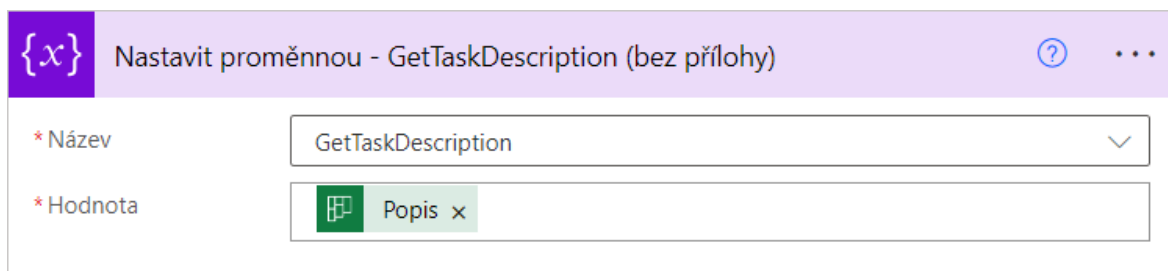 {x} Nastavit proměnnou - GetTaskDescription (bez přílohy) ? ...
*Název GetTaskDescription
*Hodnota Popis ×